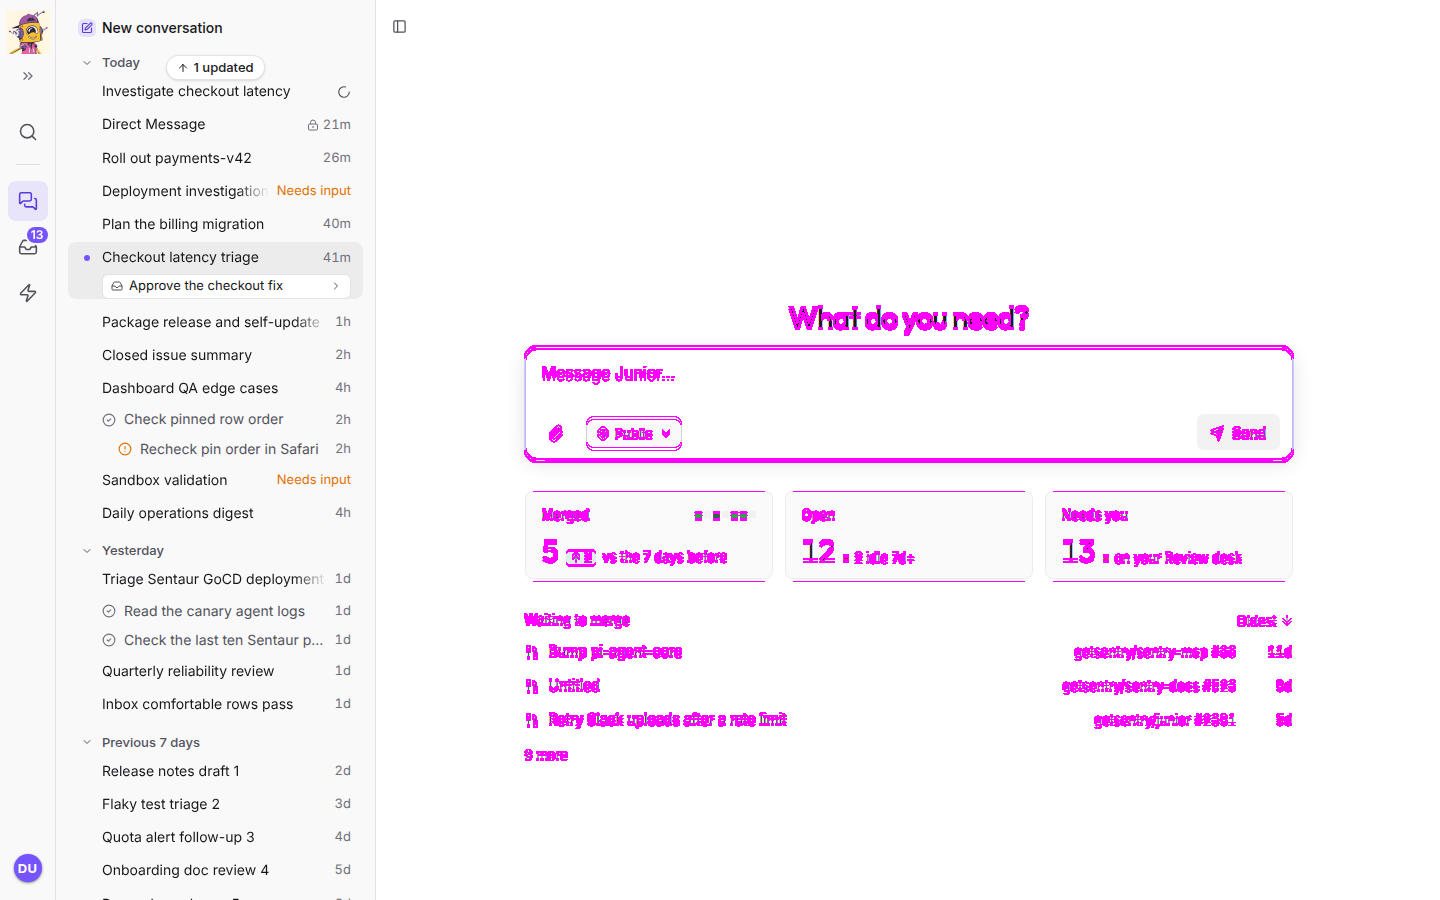 New conversation
Today
1 updated
Investigate checkout latency
Direct Message 21m
Roll out payments-v42 26m
Deployment investigation Needs input
Plan the billing migration 40m
13
Checkout latency triage 41m
Approve the checkout fix
Package release and self-update 1h
Closed issue summary 2h
Dashboard QA edge cases 4h
Check pinned row order 2h
Recheck pin order in Safari 2h
Sandbox validation Needs input
Daily operations digest 4h
Yesterday
Triage Sentaur GoCD deployment 1d
Read the canary agent logs 1d
Check the last ten Sentaur p... 1d
Quarterly reliability review 1d
Inbox comfortable rows pass 1d
Previous 7 days
Release notes draft 1 2d
Flaky test triage 2 3d
Quota alert follow-up 3 4d
Onboarding doc review 4 5d
DU
What do you need?
Message Junior...
Public
Send
Merged
5 vs the 7 days before
Open
12 · 2 idle 7d+
Needs you
13 · on your Review desk
Waiting to merge Oldest
Bump pi-agent-core getsentry/sentry-mcp 11d
Untitled getsentry/sentry-docs 9d
Retry Slack uploads after a rate limit getsentry/junior 5d
9 more